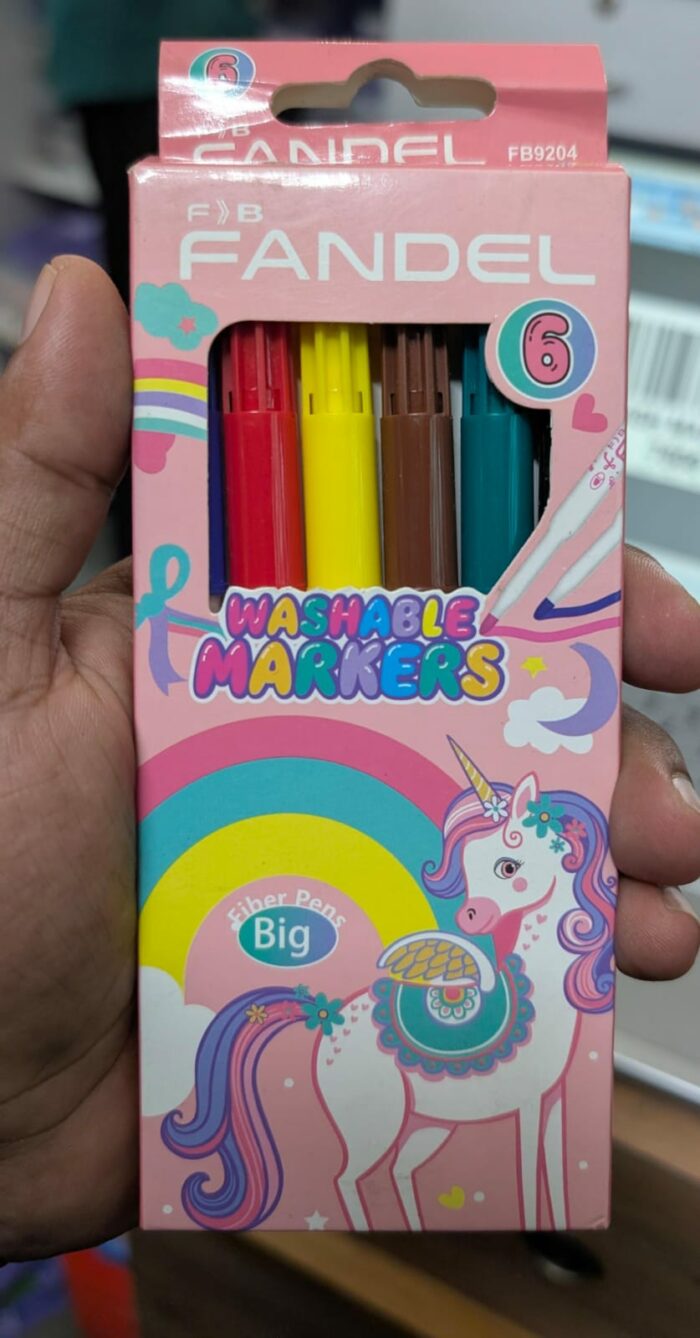 6
F»B
FANDEL
FB9204
F»B
FANDEL
6
WASHABLE
MARKERS
Fiber Pens
Big